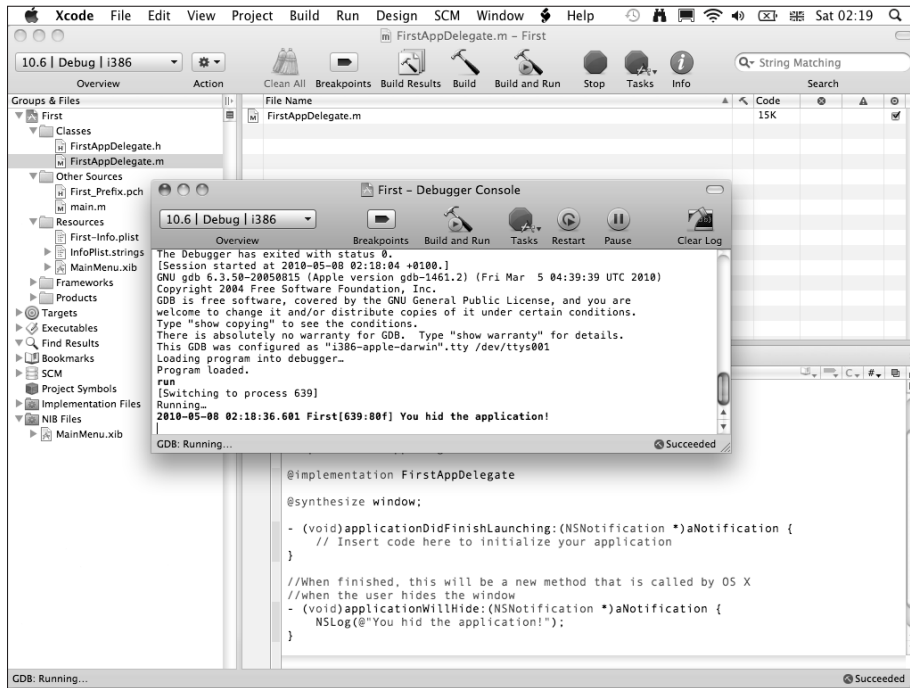 Xcode File Edit View Project Build Run Design SCM Window Help Sat 02:19
FirstAppDelegate.m – First
10.6 | Debug | i386
String Matching
Overview Action Clean All Breakpoints Build Results Build Build and Run Stop Tasks Info Search
Groups & Files
File Name Code
First
FirstAppDelegate.m 15K
Classes
FirstAppDelegate.h
FirstAppDelegate.m
Other Sources
First_Prefix.pch
main.m
Resources
First-Info.plist
InfoPlist.strings
MainMenu.xib
Frameworks
Products
Targets
Executables
Find Results
Bookmarks
SCM
Project Symbols
Implementation Files
NIB Files
MainMenu.xib
First – Debugger Console
10.6 | Debug | i386
Overview Breakpoints Build and Run Tasks Restart Pause Clear Log
The Debugger has exited with status 0.
[Session started at 2010-05-08 02:18:04 +0100.]
GNU gdb 6.3.50-20050815 (Apple version gdb-1461.2) (Fri Mar  5 04:39:39 UTC 2010)
Copyright 2004 Free Software Foundation, Inc.
GDB is free software, covered by the GNU General Public License, and you are
welcome to change it and/or distribute copies of it under certain conditions.
Type "show copying" to see the conditions.
There is absolutely no warranty for GDB.  Type "show warranty" for details.
This GDB was configured as "i386-apple-darwin".tty /dev/ttys001
Loading program into debugger…
Program loaded.
run
[Switching to process 639]
Running…
2010-05-08 02:18:36.601 First[639:80f] You hid the application!
GDB: Running... Succeeded
C #
@implementation FirstAppDelegate
@synthesize window;
- (void)applicationDidFinishLaunching:(NSNotification *)aNotification {
// Insert code here to initialize your application
}
//When finished, this will be a new method that is called by OS X
//when the user hides the window
- (void)applicationWillHide:(NSNotification *)aNotification {
NSLog(@"You hid the application!");
}
GDB: Running... Succeeded